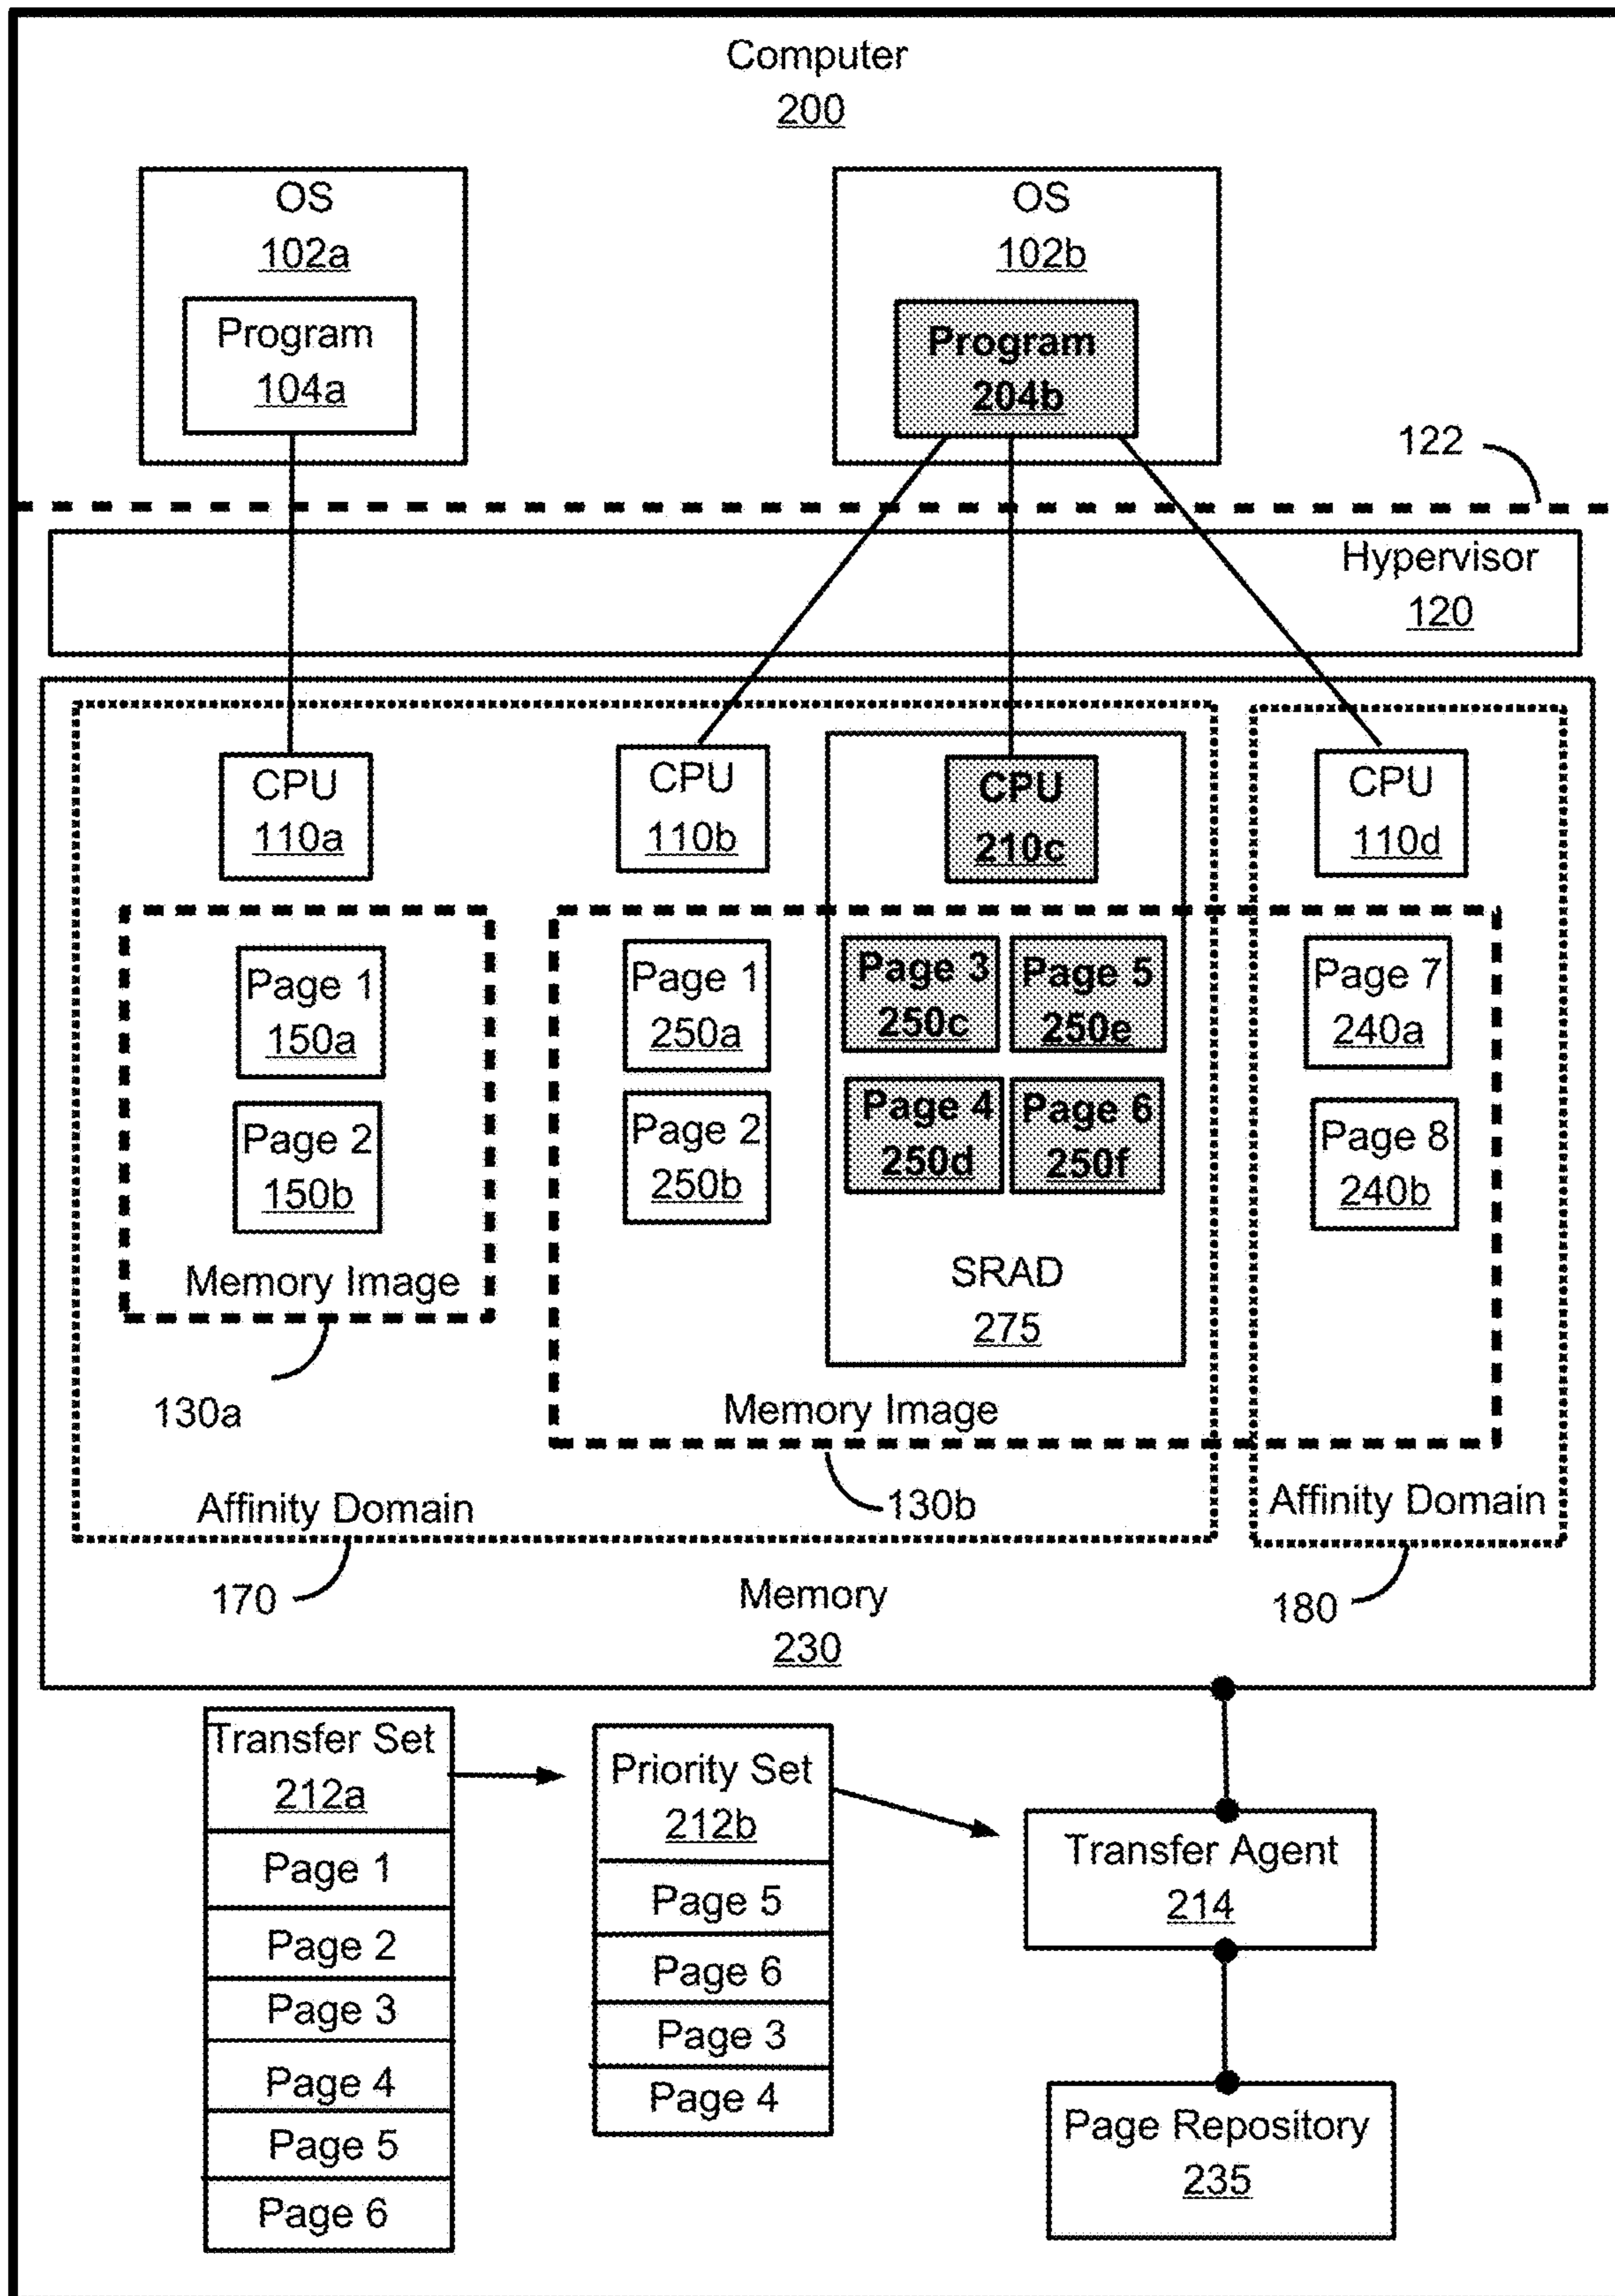 Computer
200
OS
102a
Program
104a
OS
102b
Program
204b
122
Hypervisor
120
CPU
110a
CPU
110b
CPU
210c
CPU
110d
Page 1
150a
Page 2
150b
Memory Image
130a
Page 1
250a
Page 2
250b
Page 3
250c
Page 5
250e
Page 4
250d
Page 6
250f
SRAD
275
Page 7
240a
Page 8
240b
Memory Image
130b
Affinity Domain
170
Affinity Domain
180
Memory
230
Transfer Set
212a
Page 1
Page 2
Page 3
Page 4
Page 5
Page 6
Priority Set
212b
Page 5
Page 6
Page 3
Page 4
Transfer Agent
214
Page Repository
235